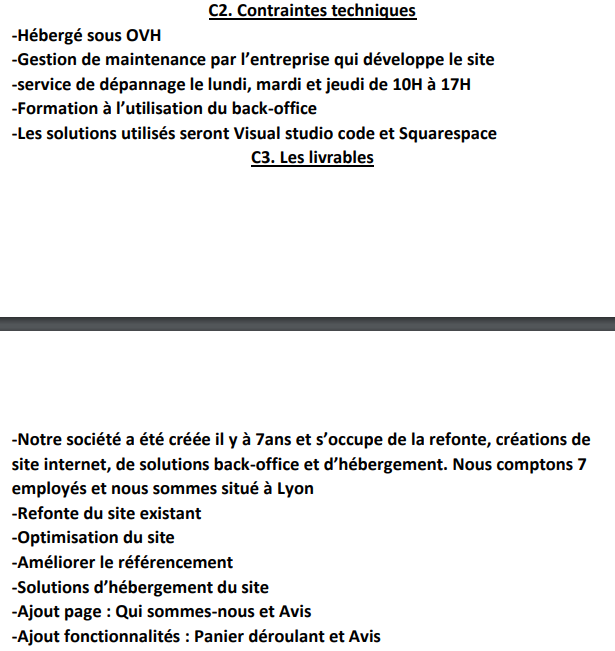 C2. Contraintes techniques
-Hébergé sous OVH
-Gestion de maintenance par l’entreprise qui développe le site
-service de dépannage le lundi, mardi et jeudi de 10H à 17H
-Formation à l’utilisation du back-office
-Les solutions utilisés seront Visual studio code et Squarespace
C3. Les livrables
-Notre société a été créée il y à 7ans et s’occupe de la refonte, créations de
site internet, de solutions back-office et d’hébergement. Nous comptons 7
employés et nous sommes situé à Lyon
-Refonte du site existant
-Optimisation du site
-Améliorer le référencement
-Solutions d’hébergement du site
-Ajout page : Qui sommes-nous et Avis
-Ajout fonctionnalités : Panier déroulant et Avis